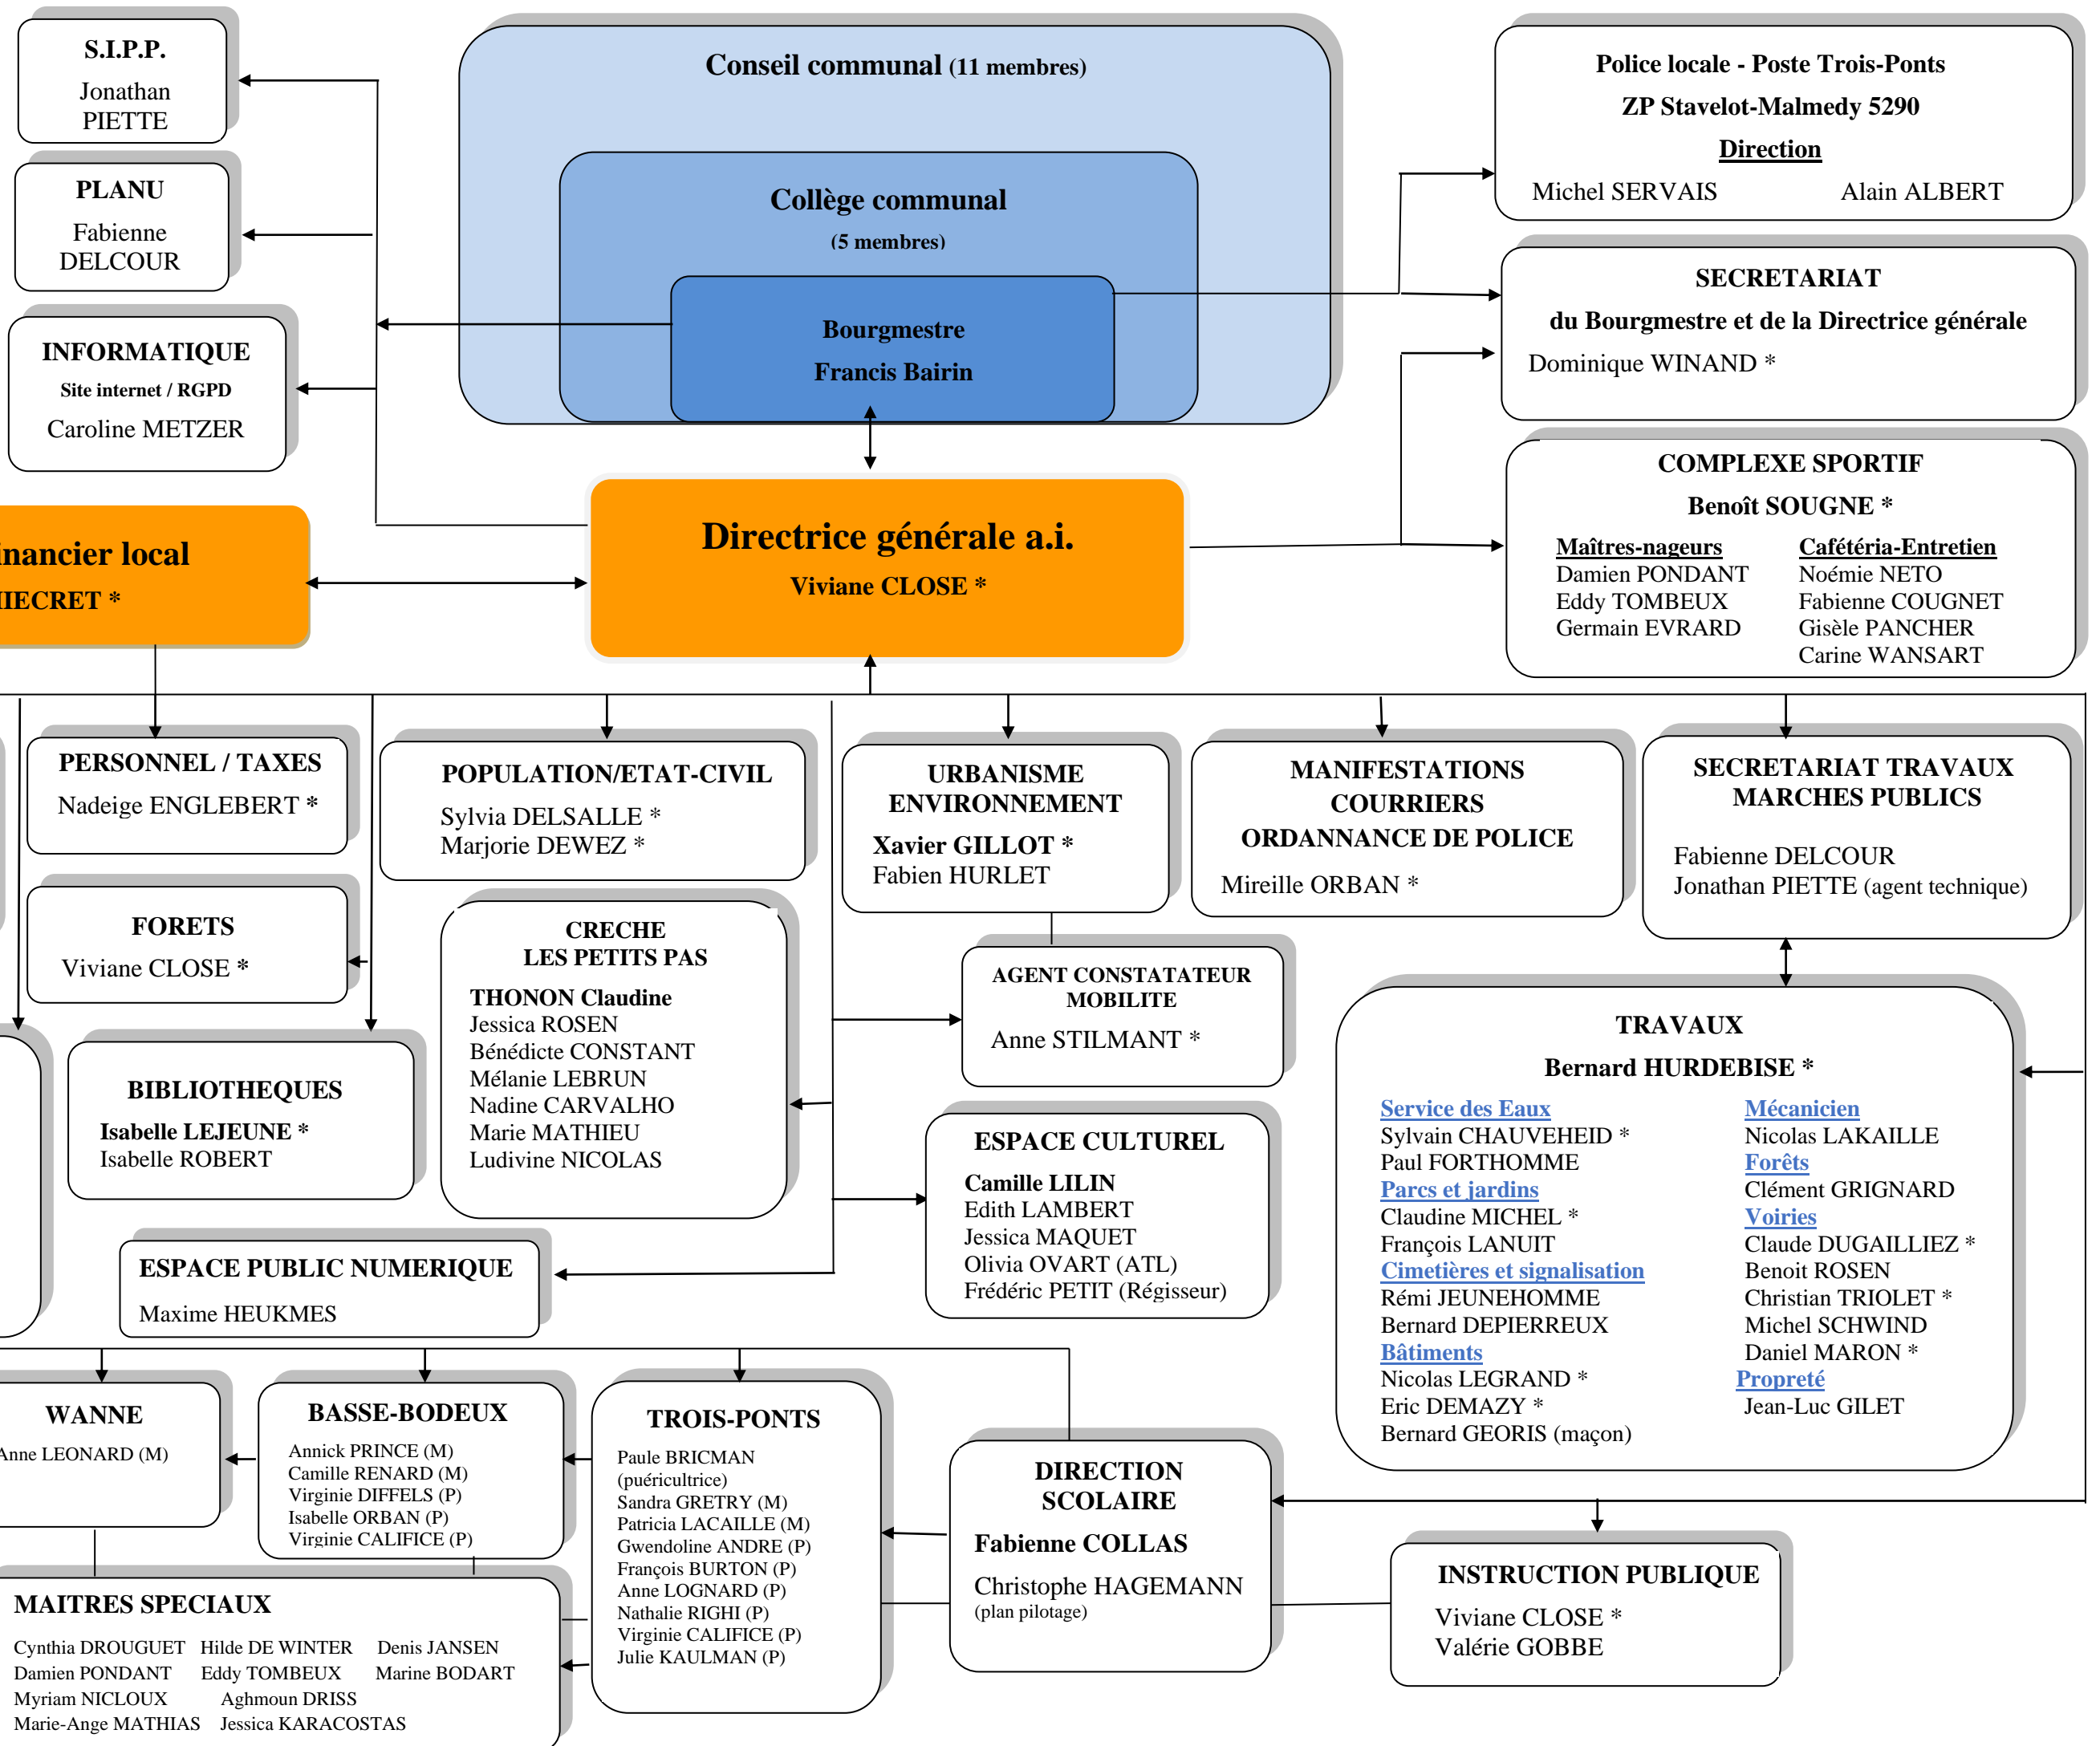 S.I.P.P.
Jonathan
PIETTE
PLANU
Fabienne
DELCOUR
INFORMATIQUE
Site internet / RGPD
Caroline METZER
Conseil communal (11 membres)
Collège communal
(5 membres)
Bourgmestre
Francis Bairin
Police locale - Poste Trois-Ponts
ZP Stavelot-Malmedy 5290
Direction
Michel SERVAIS Alain ALBERT
SECRETARIAT
du Bourgmestre et de la Directrice générale
Dominique WINAND *
COMPLEXE SPORTIF
Benoît SOUGNE *
Maîtres-nageurs
Damien PONDANT
Eddy TOMBEUX
Germain EVRARD
Cafétéria-Entretien
Noémie NETO
Fabienne COUGNET
Gisèle PANCHER
Carine WANSART
inancier local
IECRET *
Directrice générale a.i.
Viviane CLOSE *
PERSONNEL / TAXES
Nadeige ENGLEBERT *
FORETS
Viviane CLOSE *
BIBLIOTHEQUES
Isabelle LEJEUNE *
Isabelle ROBERT
POPULATION/ETAT-CIVIL
Sylvia DELSALLE *
Marjorie DEWEZ *
CRECHE
LES PETITS PAS
THONON Claudine
Jessica ROSEN
Bénédicte CONSTANT
Mélanie LEBRUN
Nadine CARVALHO
Marie MATHIEU
Ludivine NICOLAS
ESPACE PUBLIC NUMERIQUE
Maxime HEUKMES
URBANISME
ENVIRONNEMENT
Xavier GILLOT *
Fabien HURLET
AGENT CONSTATATEUR
MOBILITE
Anne STILMANT *
ESPACE CULTUREL
Camille LILIN
Edith LAMBERT
Jessica MAQUET
Olivia OVART (ATL)
Frédéric PETIT (Régisseur)
MANIFESTATIONS
COURRIERS
ORDANNANCE DE POLICE
Mireille ORBAN *
SECRETARIAT TRAVAUX
MARCHES PUBLICS
Fabienne DELCOUR
Jonathan PIETTE (agent technique)
TRAVAUX
Bernard HURDEBISE *
Service des Eaux
Sylvain CHAUVEHEID *
Paul FORTHOMME
Parcs et jardins
Claudine MICHEL *
François LANUIT
Cimetières et signalisation
Rémi JEUNEHOMME
Bernard DEPIERREUX
Bâtiments
Nicolas LEGRAND *
Eric DEMAZY *
Bernard GEORIS (maçon)
Mécanicien
Nicolas LAKAILLE
Forêts
Clément GRIGNARD
Voiries
Claude DUGAILLIEZ *
Benoit ROSEN
Christian TRIOLET *
Michel SCHWIND
Daniel MARON *
Propreté
Jean-Luc GILET
WANNE
Anne LEONARD (M)
BASSE-BODEUX
Annick PRINCE (M)
Camille RENARD (M)
Virginie DIFFELS (P)
Isabelle ORBAN (P)
Virginie CALIFICE (P)
TROIS-PONTS
Paule BRICMAN
(puéricultrice)
Sandra GRETRY (M)
Patricia LACAILLE (M)
Gwendoline ANDRE (P)
François BURTON (P)
Anne LOGNARD (P)
Nathalie RIGHI (P)
Virginie CALIFICE (P)
Julie KAULMAN (P)
DIRECTION
SCOLAIRE
Fabienne COLLAS
Christophe HAGEMANN
(plan pilotage)
INSTRUCTION PUBLIQUE
Viviane CLOSE *
Valérie GOBBE
MAITRES SPECIAUX
Cynthia DROUGUET Hilde DE WINTER Denis JANSEN
Damien PONDANT Eddy TOMBEUX Marine BODART
Myriam NICLOUX Aghmoun DRISS
Marie-Ange MATHIAS Jessica KARACOSTAS